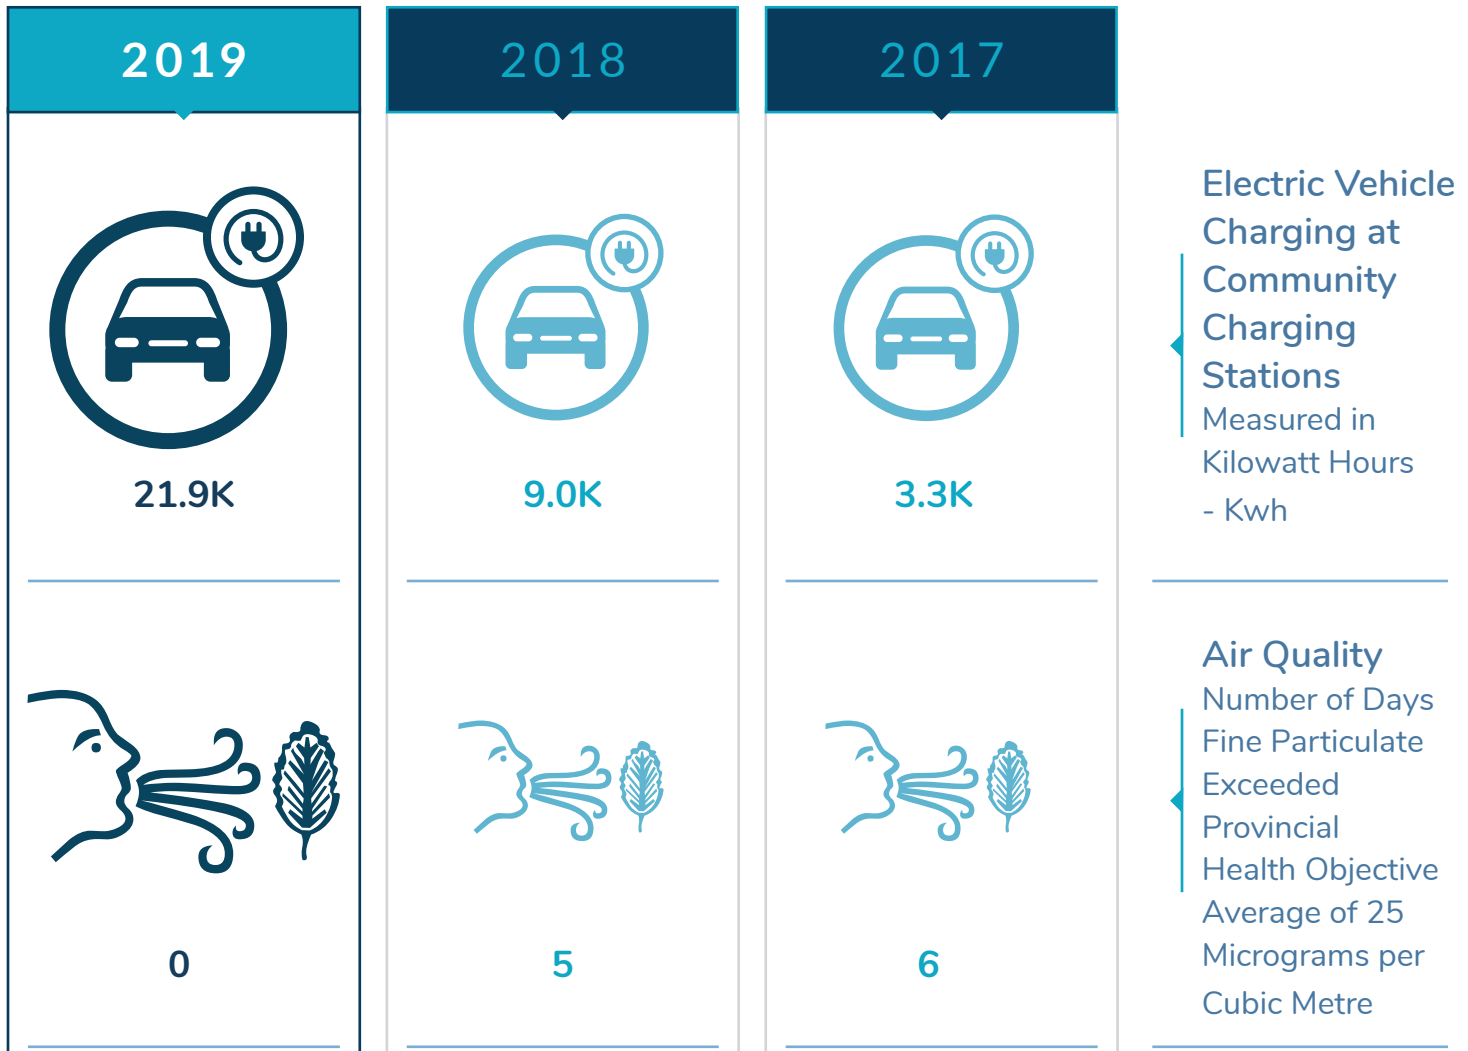 2019
2018
2017
21.9K
9.0K
3.3K
Electric Vehicle
Charging at
Community
Charging
Stations
Measured in
Kilowatt Hours
- Kwh
0
5
6
Air Quality
Number of Days
Fine Particulate
Exceeded
Provincial
Health Objective
Average of 25
Micrograms per
Cubic Metre